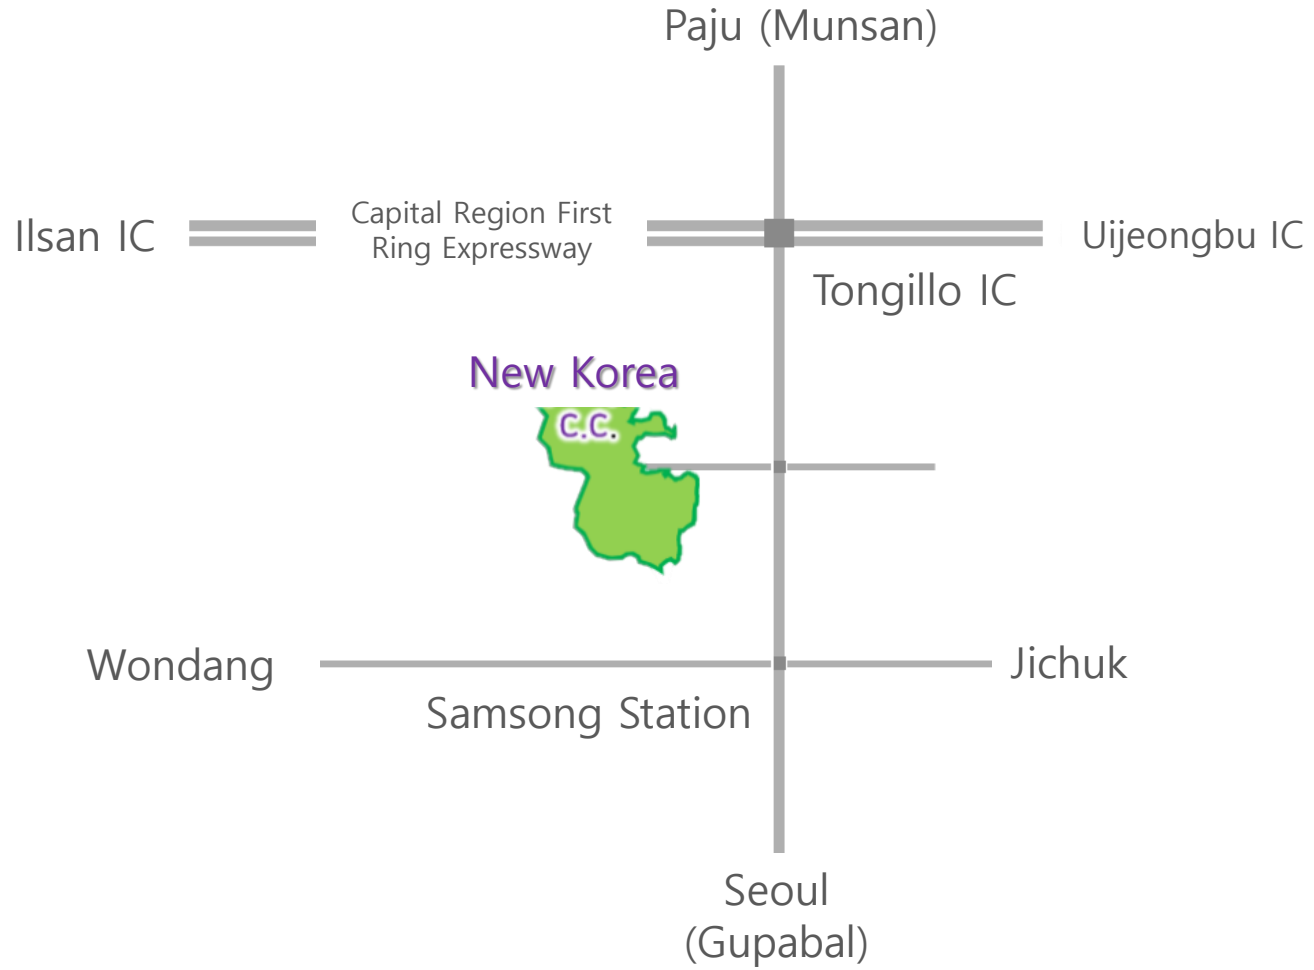 Paju (Munsan)
Ilsan IC
Capital Region First
Ring Expressway
Uijeongbu IC
Tongillo IC
New Korea
C.C.
Wondang
Jichuk
Samsong Station
Seoul
(Gupabal)